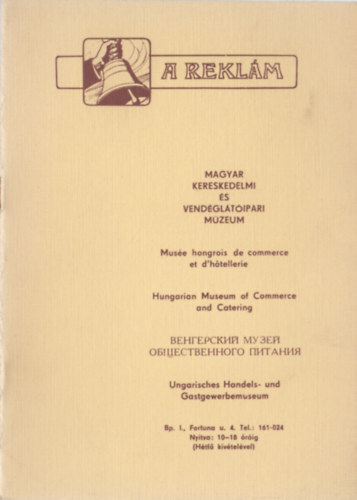 A REKLÁM
MAGYAR
KERESKEDELMI
ÉS
VENDÉGLÁTÓIPARI
MÚZEUM
Musée hongrois de commerce
et d'hôtellerie
Hungarian Museum of Commerce
and Catering
ВЕНГЕРСКИЙ МУЗЕЙ
ОБЩЕСТВЕННОГО ПИТАНИЯ
Ungarisches Handels- und
Gastgewerbemuseum
Bp. I., Fortuna u. 4. Tel.: 161-026
Nyitva: 10–18 óráig
(Hétfő kivételével)